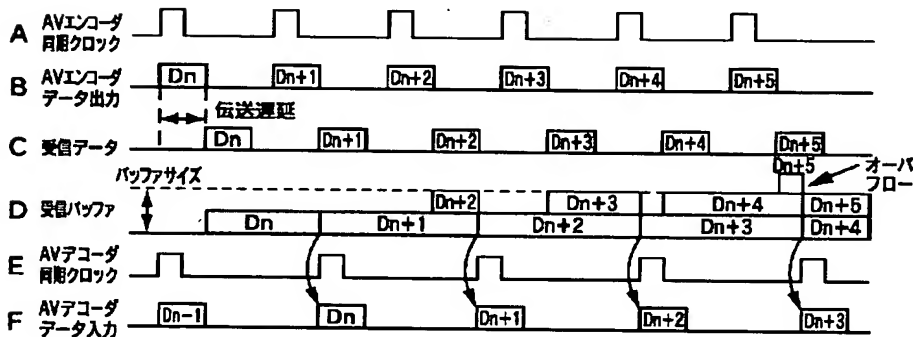 A AVエンコーダ
同期クロック
B AVエンコーダ
データ出力
Dn Dn+1 Dn+2 Dn+3 Dn+4 Dn+5
伝送遅延
C 受信データ
Dn Dn+1 Dn+2 Dn+3 Dn+4 Dn+5
Dn+5
オーバ
フロー
バッファサイズ
D 受信バッファ
Dn+2 Dn+3 Dn+4 Dn+5
Dn Dn+1 Dn+2 Dn+3 Dn+4
E AVデコーダ
同期クロック
F AVデコーダ
データ入力
Dn-1 Dn Dn+1 Dn+2 Dn+3